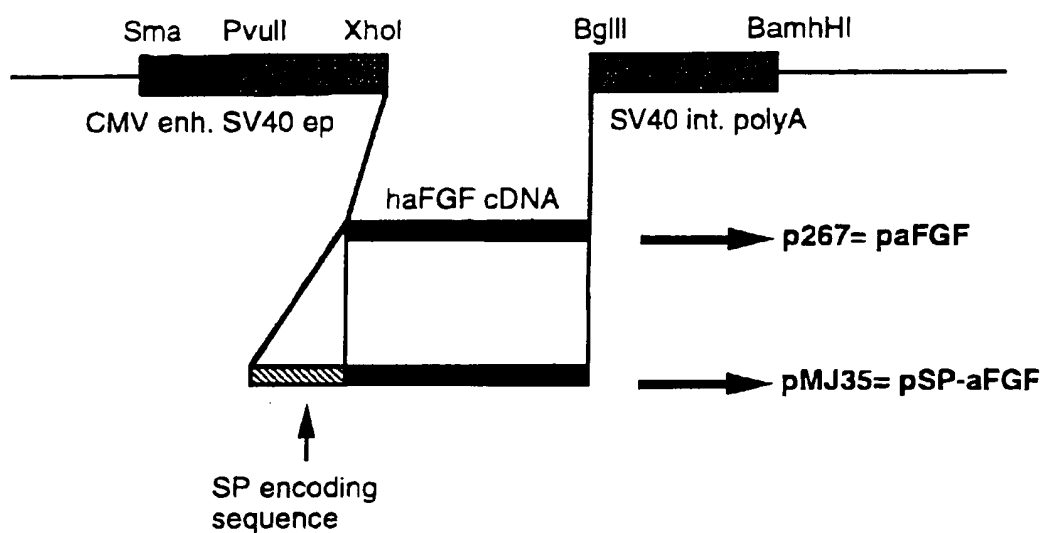 Sma PvuII XhoI BglII BamhHI
CMV enh. SV40 ep SV40 int. polyA
haFGF cDNA
p267= paFGF
pMJ35= pSP-aFGF
SP encoding
sequence